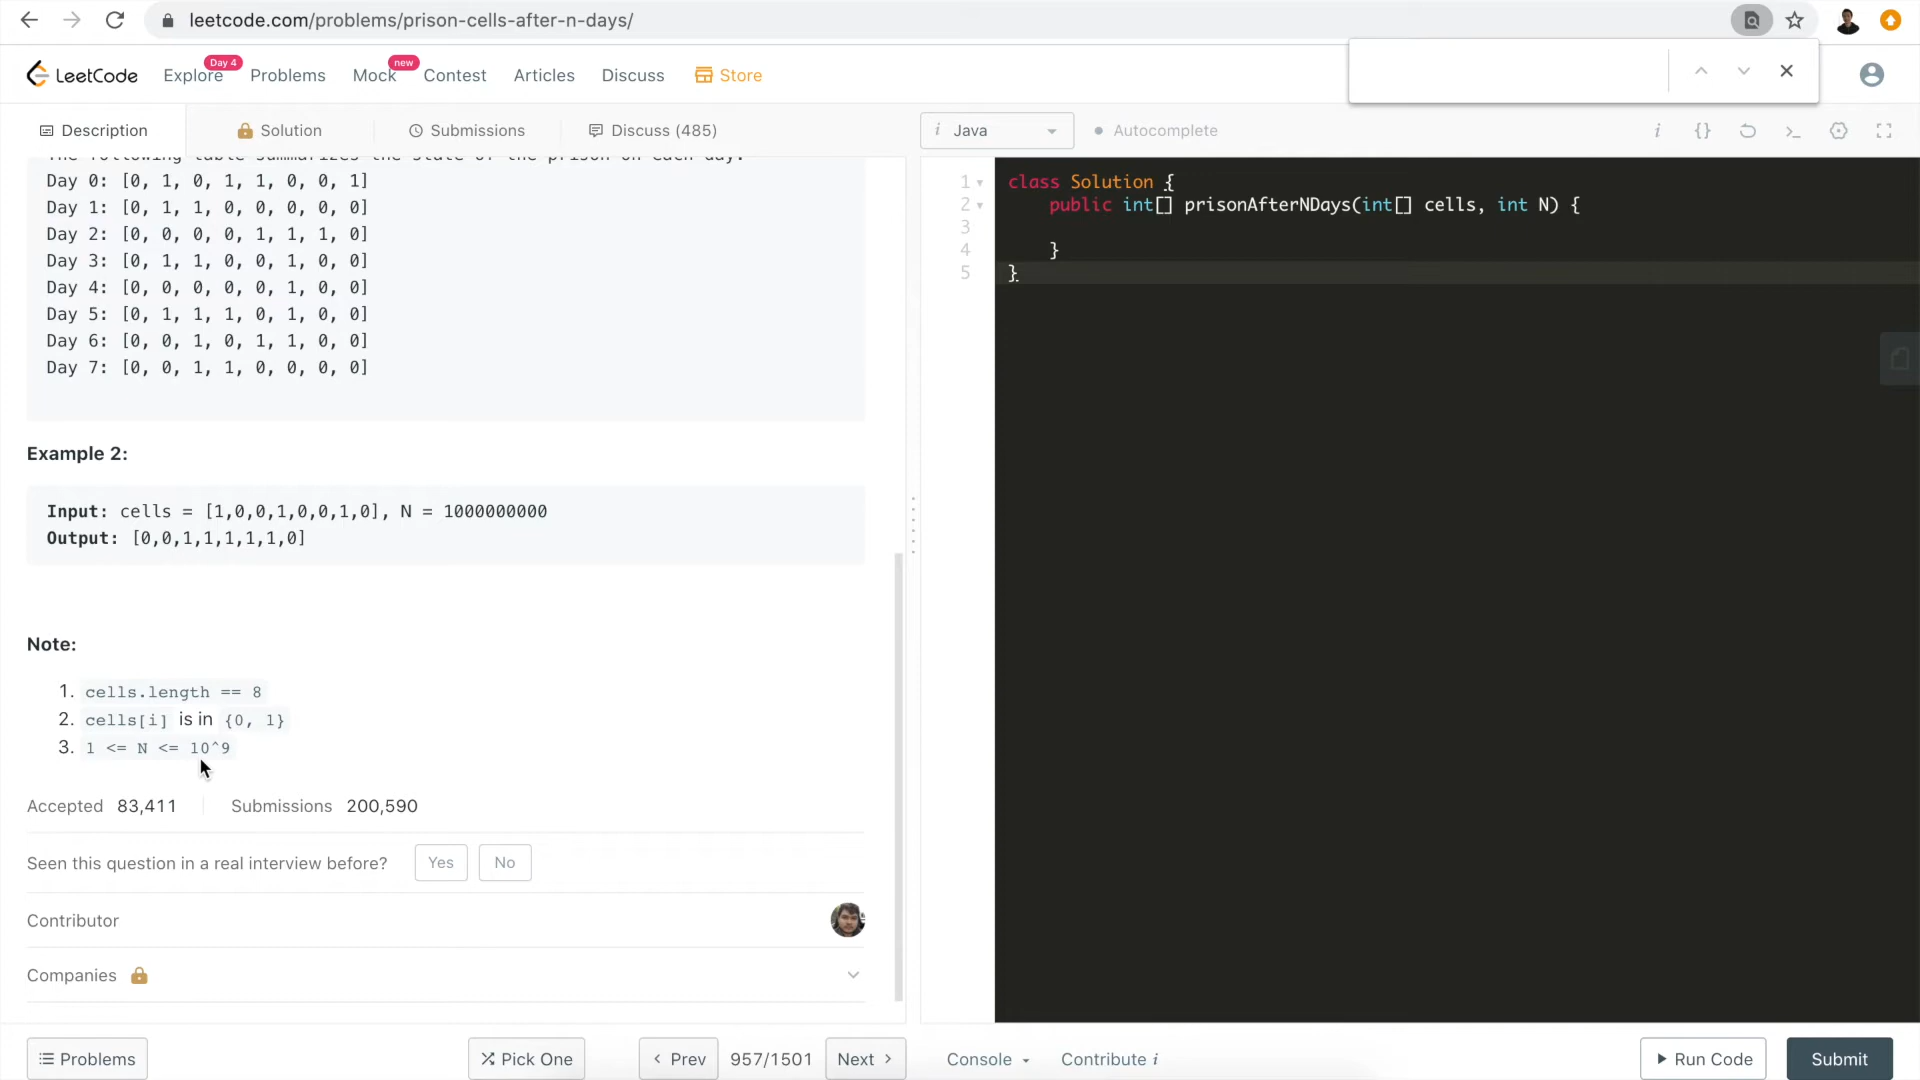 leetcode.com/problems/prison-cells-after-n-days/
LeetCode
Explore
Day 4
Problems
Mock
new
Contest
Articles
Discuss
Store
Description
Solution
Submissions
Discuss (485)
i Java
Autocomplete
i {}
The following table summarizes the state of the prison on each day:
Day 0: [0, 1, 0, 1, 1, 0, 0, 1]
Day 1: [0, 1, 1, 0, 0, 0, 0, 0]
Day 2: [0, 0, 0, 0, 1, 1, 1, 0]
Day 3: [0, 1, 1, 0, 0, 1, 0, 0]
Day 4: [0, 0, 0, 0, 0, 1, 0, 0]
Day 5: [0, 1, 1, 1, 0, 1, 0, 0]
Day 6: [0, 0, 1, 0, 1, 1, 0, 0]
Day 7: [0, 0, 1, 1, 0, 0, 0, 0]
Example 2:
Input: cells = [1,0,0,1,0,0,1,0], N = 1000000000
Output: [0,0,1,1,1,1,1,0]
Note:
1. cells.length == 8
2. cells[i] is in {0, 1}
3. 1 <= N <= 10^9
Accepted 83,411 Submissions 200,590
Seen this question in a real interview before? Yes No
Contributor
Companies
1 class Solution {
2 public int[] prisonAfterNDays(int[] cells, int N) {
3
4 }
5 }
Problems
Pick One
Prev
957/1501
Next
Console
Contribute i
Run Code
Submit